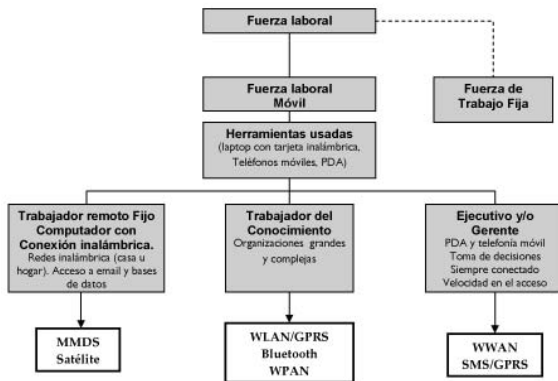 Fuerza laboral
Fuerza laboral
Móvil
Fuerza de
Trabajo Fija
Herramientas usadas
(laptop con tarjeta inalámbrica,
Teléfonos móviles, PDA)
Trabajador remoto Fijo
Computador con
Conexión inalámbrica.
Redes inalámbrica (casa u
hogar). Acceso a email y bases
de datos
Trabajador del
Conocimiento
Organizaciones grandes
y complejas
Ejecutivo y/o
Gerente
PDA y telefonía móvil
Toma de decisiones
Siempre conectado
Velocidad en el acceso
MMDS
Satélite
WLAN/GPRS
Bluetooth
WPAN
WWAN
SMS/GPRS